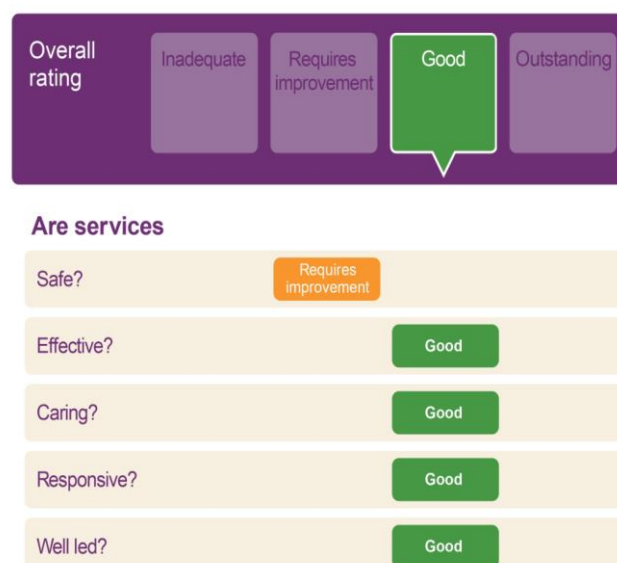 Overall rating
Inadequate
Requires improvement
Good
Outstanding
Are services
Safe?
Requires improvement
Effective?
Good
Caring?
Good
Responsive?
Good
Well led?
Good